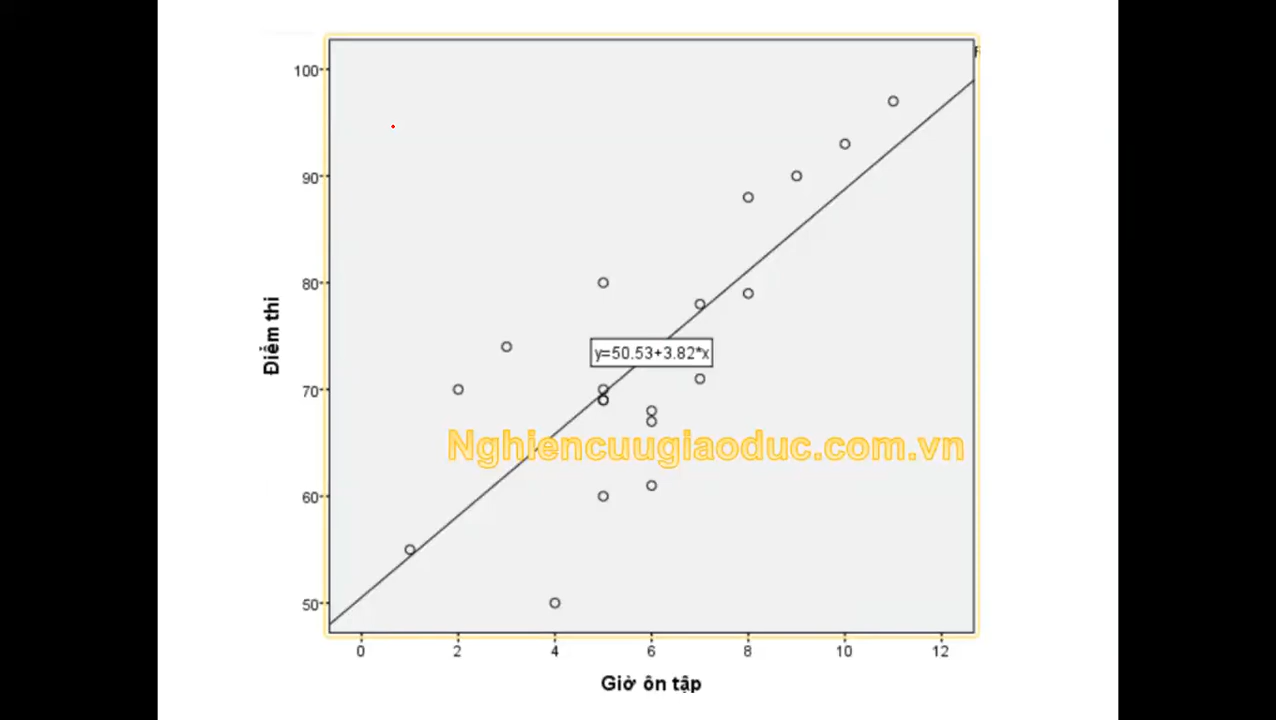 100
90
80
70
60
50
Điểm thi
y=50.53+3.82*x
Nghiencuugiaoduc.com.vn
0 2 4 6 8 10 12
Giờ ôn tập